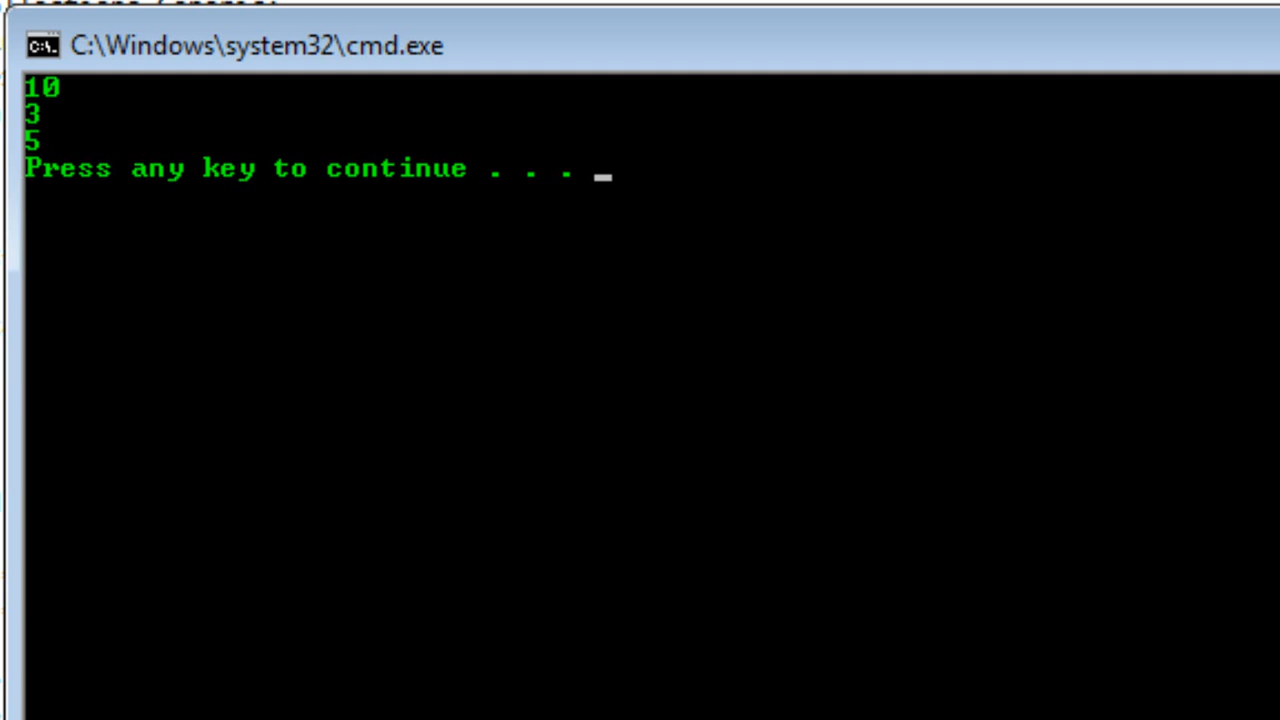 C:\Windows\system32\cmd.exe
10
3
5
Press any key to continue . . .